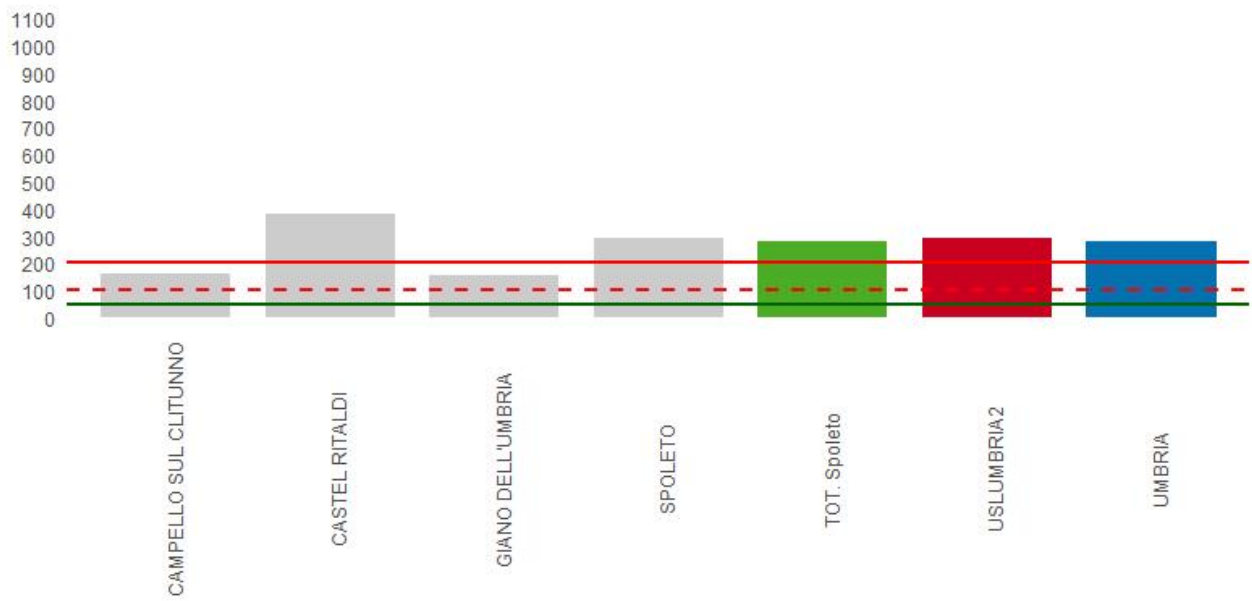 1100
1000
900
800
700
600
500
400
300
200
100
0
CAMPELLO SUL CLITUNNO
CASTEL RITALDI
GIANO DELL'UMBRIA
SPOLETO
TOT. Spoleto
USLUMBRIA2
UMBRIA